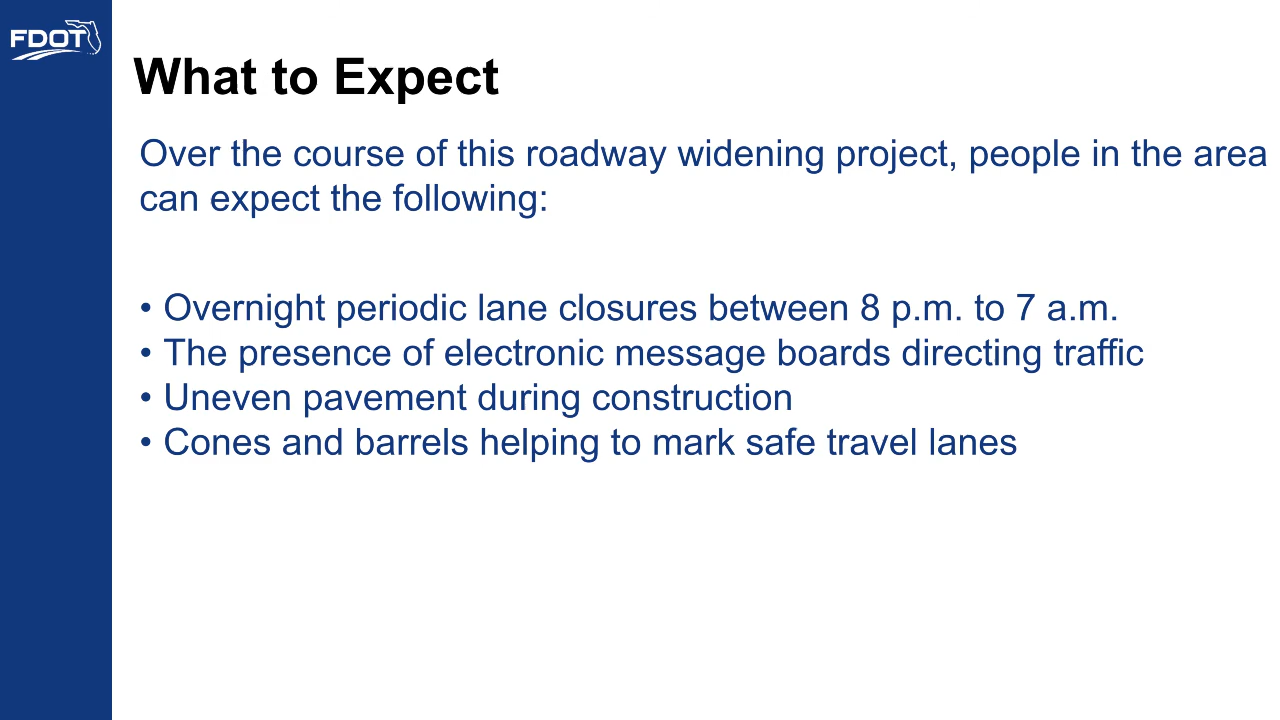 FDOT
What to Expect
Over the course of this roadway widening project, people in the area
can expect the following:
• Overnight periodic lane closures between 8 p.m. to 7 a.m.
• The presence of electronic message boards directing traffic
• Uneven pavement during construction
• Cones and barrels helping to mark safe travel lanes